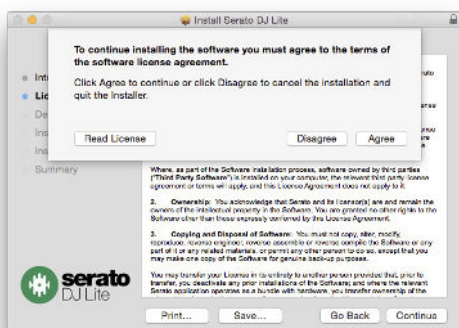 Install Serato DJ Lite
To continue installing the software you must agree to the terms of
the software license agreement.
Click Agree to continue or click Disagree to cancel the installation and
quit the Installer.
Read License
Disagree
Agree
Summary
Where, as part of the Software installation process, software owned by third parties
("Third Party Software") is installed on your computer, the relevant third party license
agreement or terms will apply, and this License Agreement does not apply to it.
2. Ownership: You acknowledge that Serato and its licensor(s) are and remain the
owners of the intellectual property in the Software. You are granted no other rights to the
Software other than those expressly conferred by this License Agreement.
3. Copying and Disposal of Software: You must not copy, alter, modify,
reproduce, reverse engineer, reverse assemble or reverse compile the Software or any
part of it or any related materials, or permit any other person to do so, except that you
may make one copy of the Software for genuine back-up purposes.
You may transfer your License in its entirety to another person provided that, prior to
transfer, you deactivate any prior installations of the Software; and where the relevant
Serato application operates as a bundle with hardware, you transfer ownership of the
serato
DJ Lite
Print...
Save...
Go Back
Continue